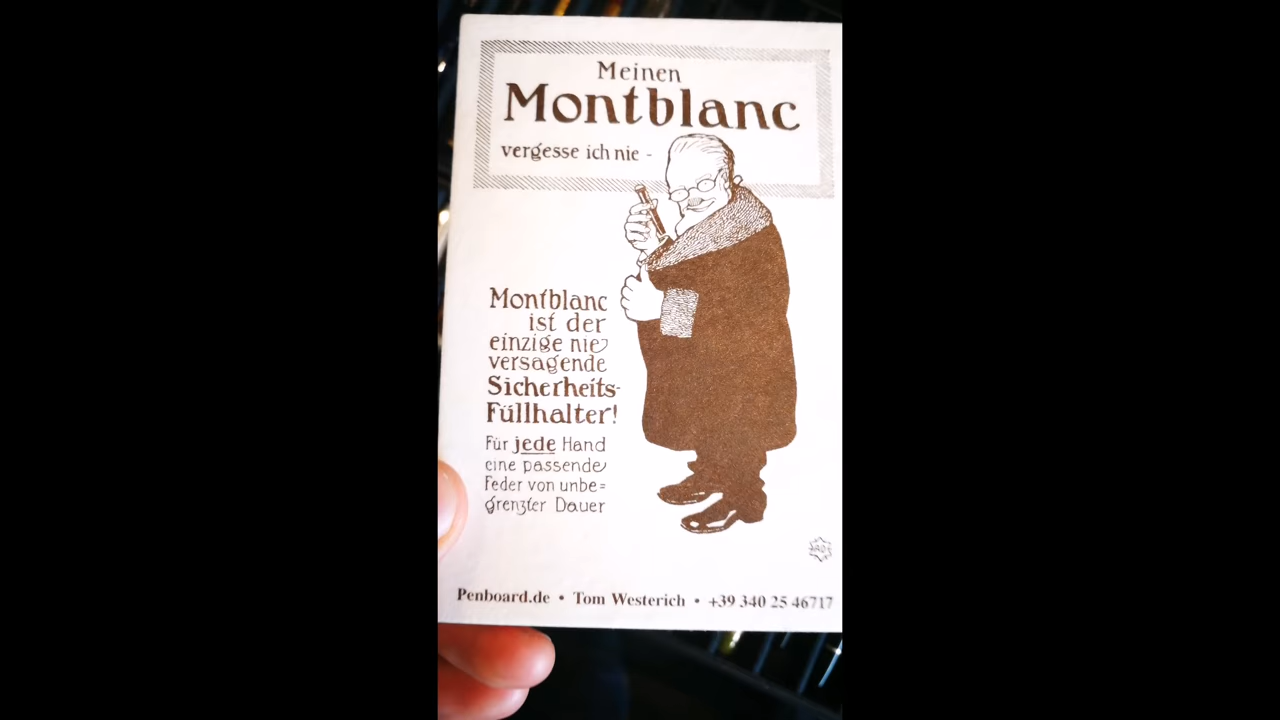 Meinen
Montblanc
vergesse ich nie -
Montblanc
ist der
einzige nie
versagende
Sicherheits-
Füllhalter!
Für jede Hand
eine passende
Feder von unbe=
grenzter Dauer
Penboard.de • Tom Westerich • +39 340 25 46717